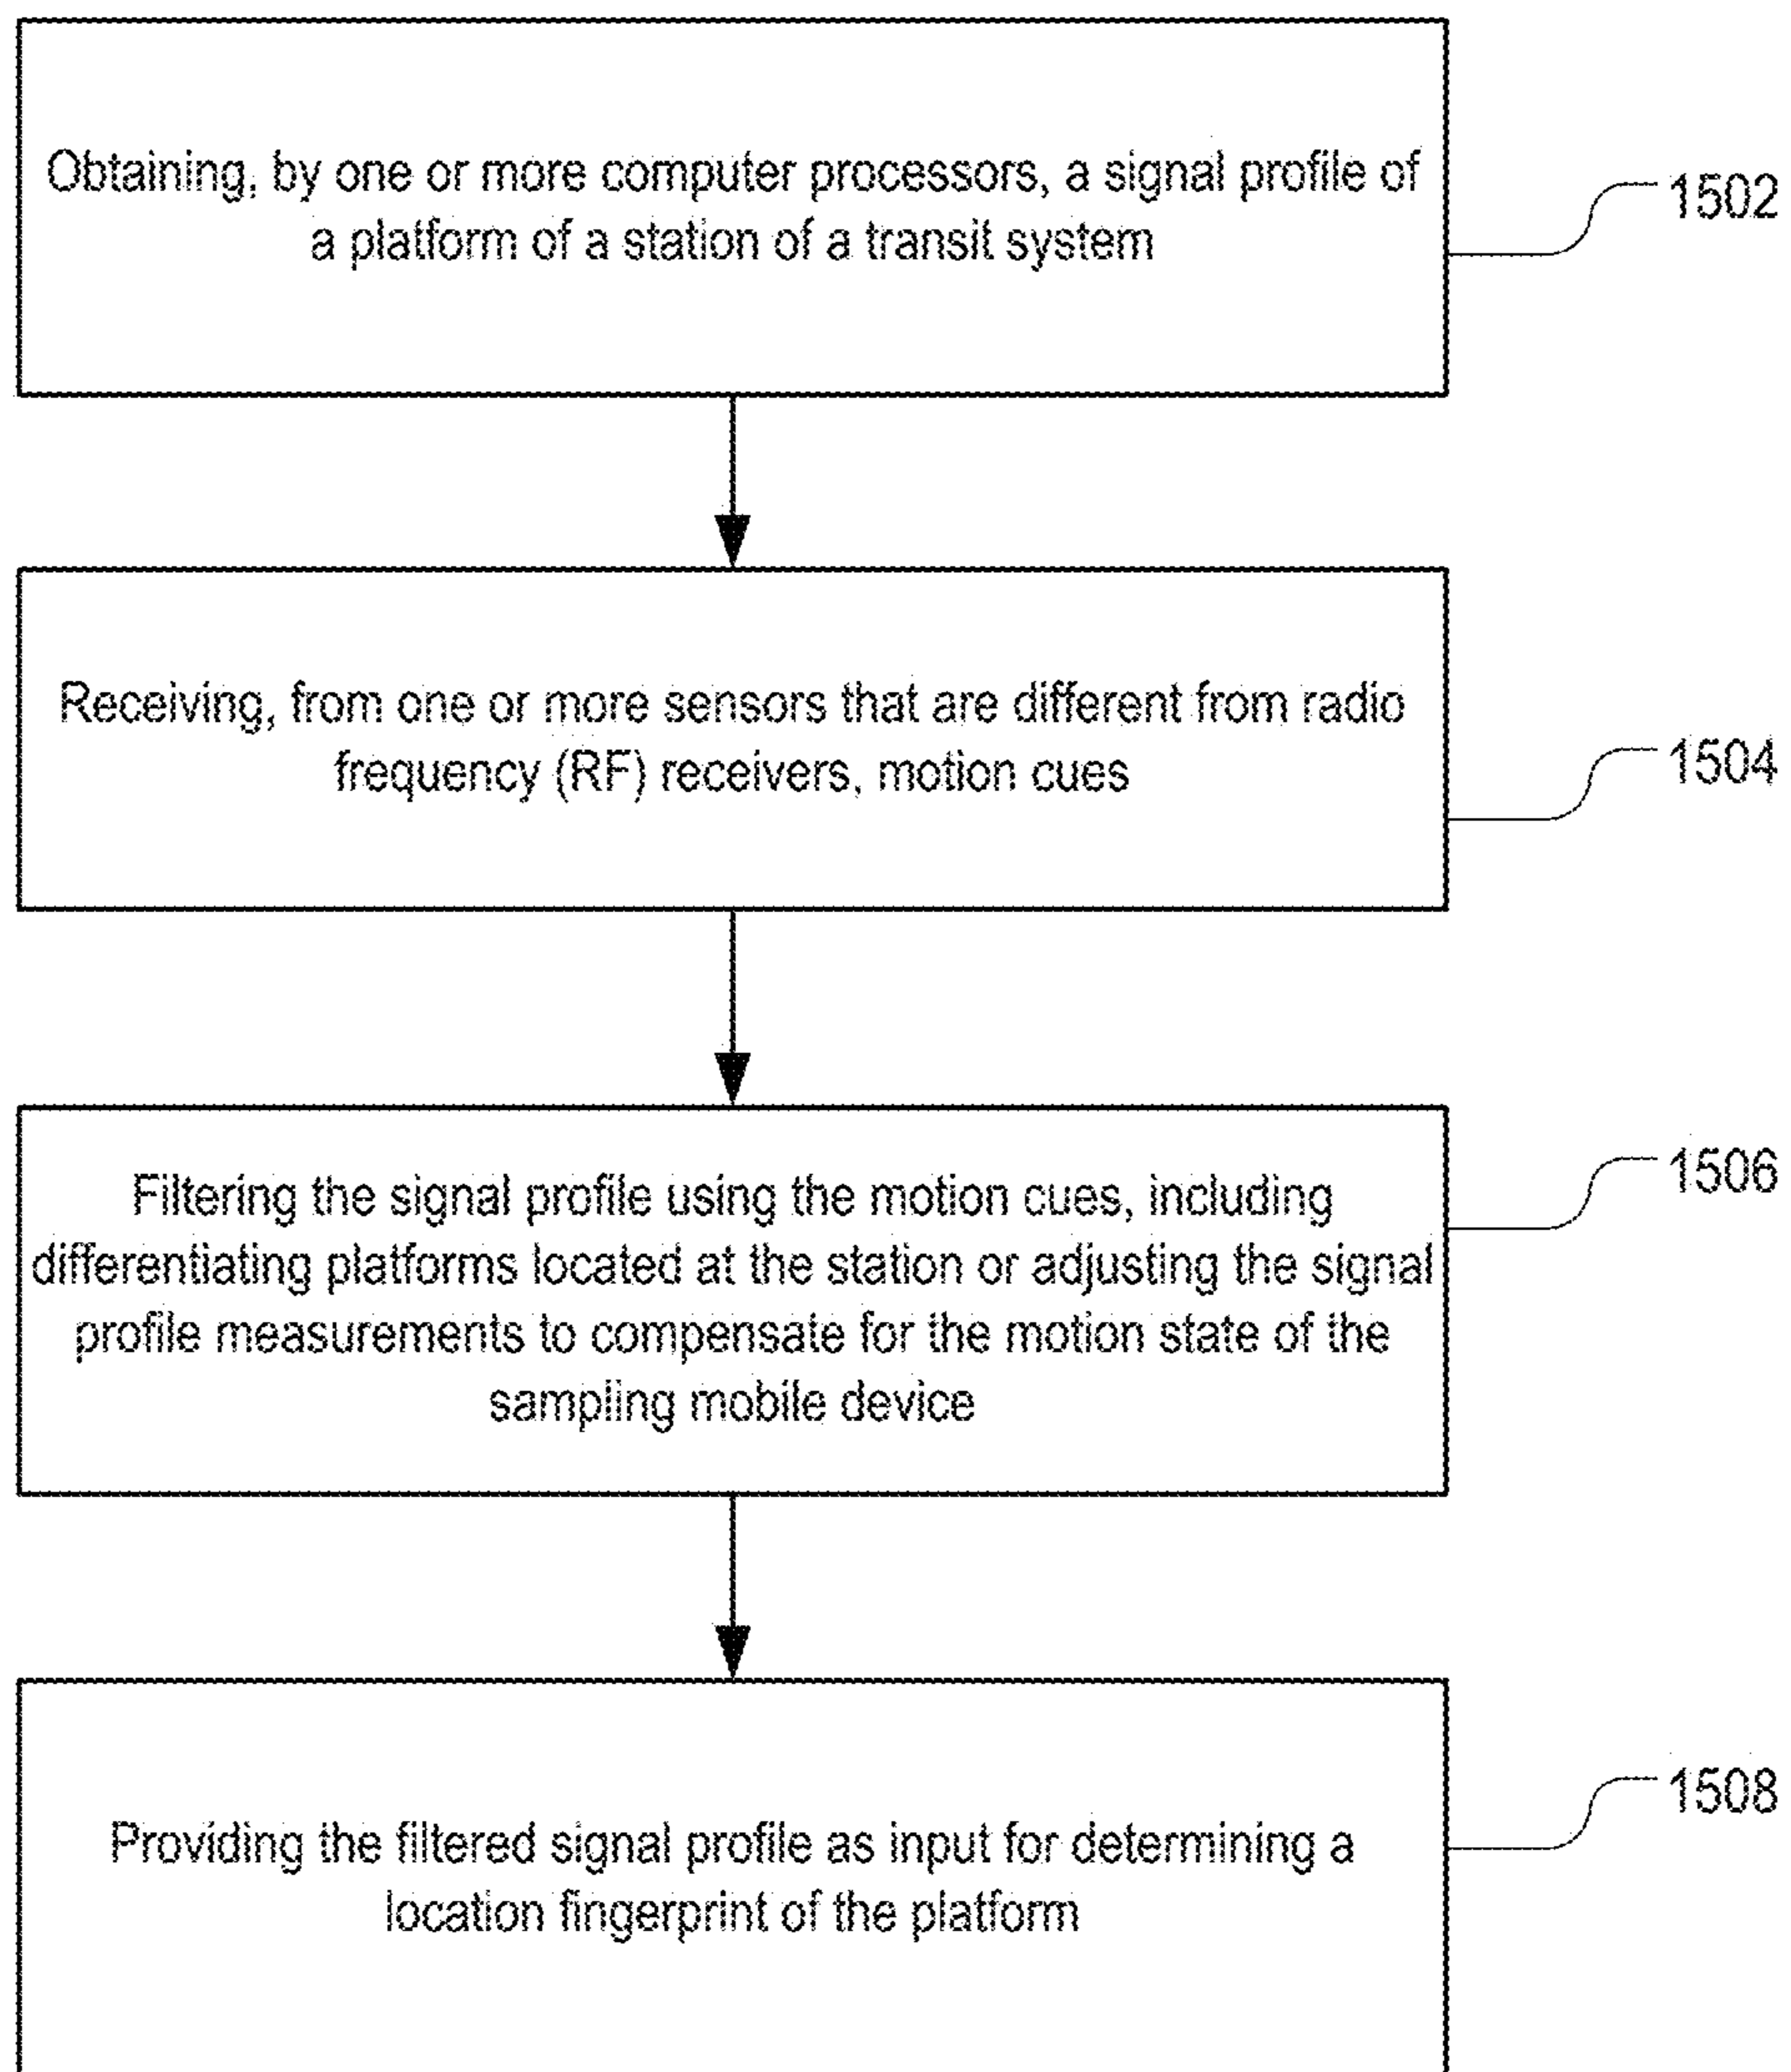 Obtaining, by one or more computer processors, a signal profile of
a platform of a station of a transit system
1502
Receiving, from one or more sensors that are different from radio
frequency (RF) receivers, motion cues
1504
Filtering the signal profile using the motion cues, including
differentiating platforms located at the station or adjusting the signal
profile measurements to compensate for the motion state of the
sampling mobile device
1506
Providing the filtered signal profile as input for determining a
location fingerprint of the platform
1508